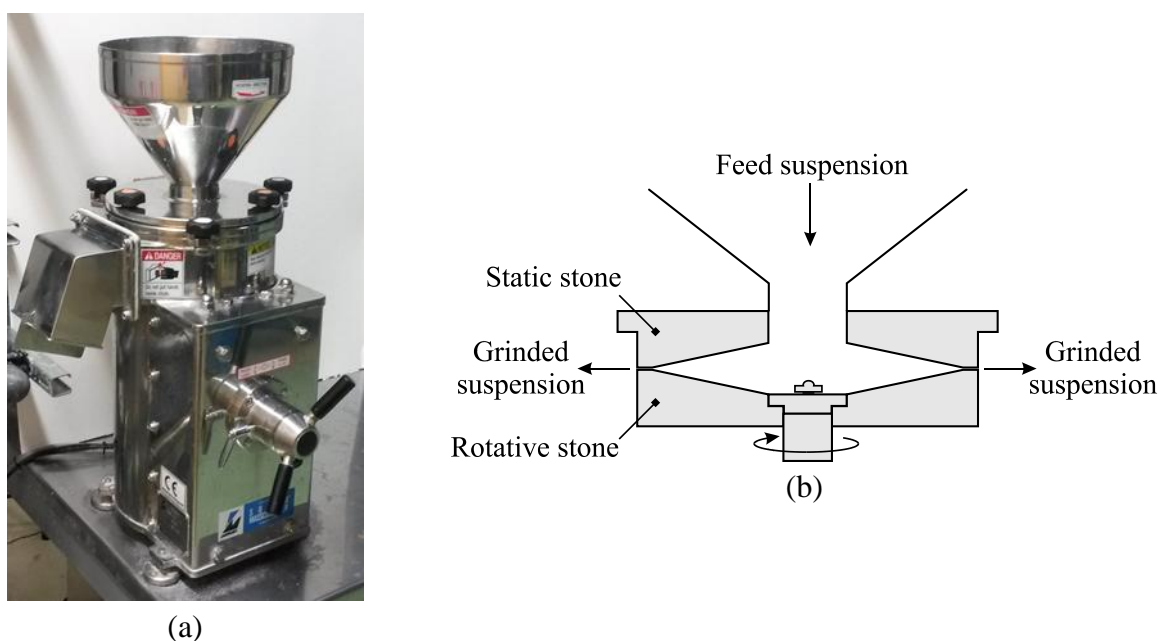 DANGER
CE
(a)
Feed suspension
Static stone
Grinded
suspension
Grinded
suspension
Rotative stone
(b)